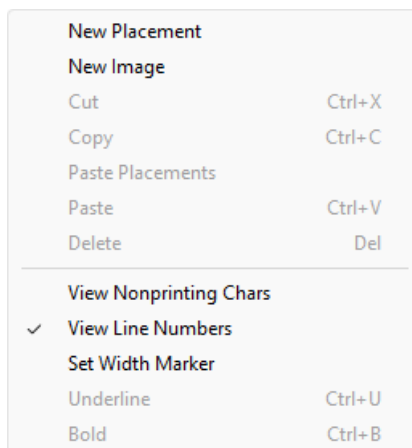 New Placement
New Image
Cut Ctrl+X
Copy Ctrl+C
Paste Placements
Paste Ctrl+V
Delete Del
View Nonprinting Chars
View Line Numbers
Set Width Marker
Underline Ctrl+U
Bold Ctrl+B